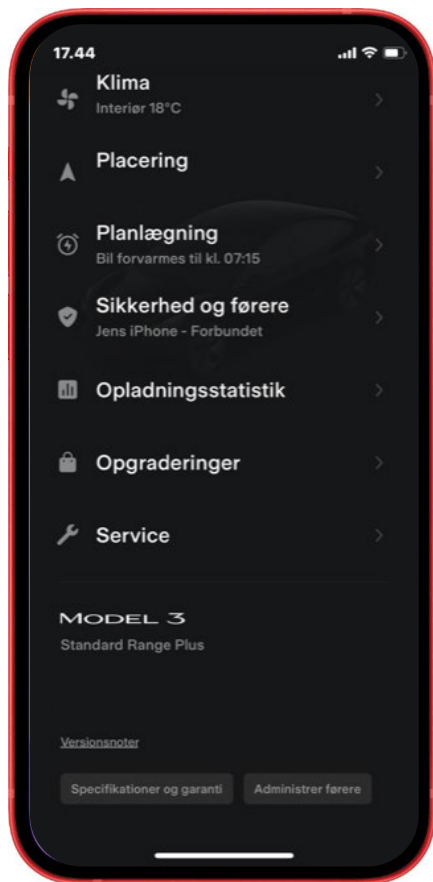 17.44
Klima
Interiør 18°C
Placering
Planlægning
Bil forvarmes til kl. 07:15
Sikkerhed og førere
Jens iPhone - Forbundet
Opladningsstatistik
Opgraderinger
Service
MODEL 3
Standard Range Plus
Versionsnoter
Specifikationer og garanti
Administrer førere